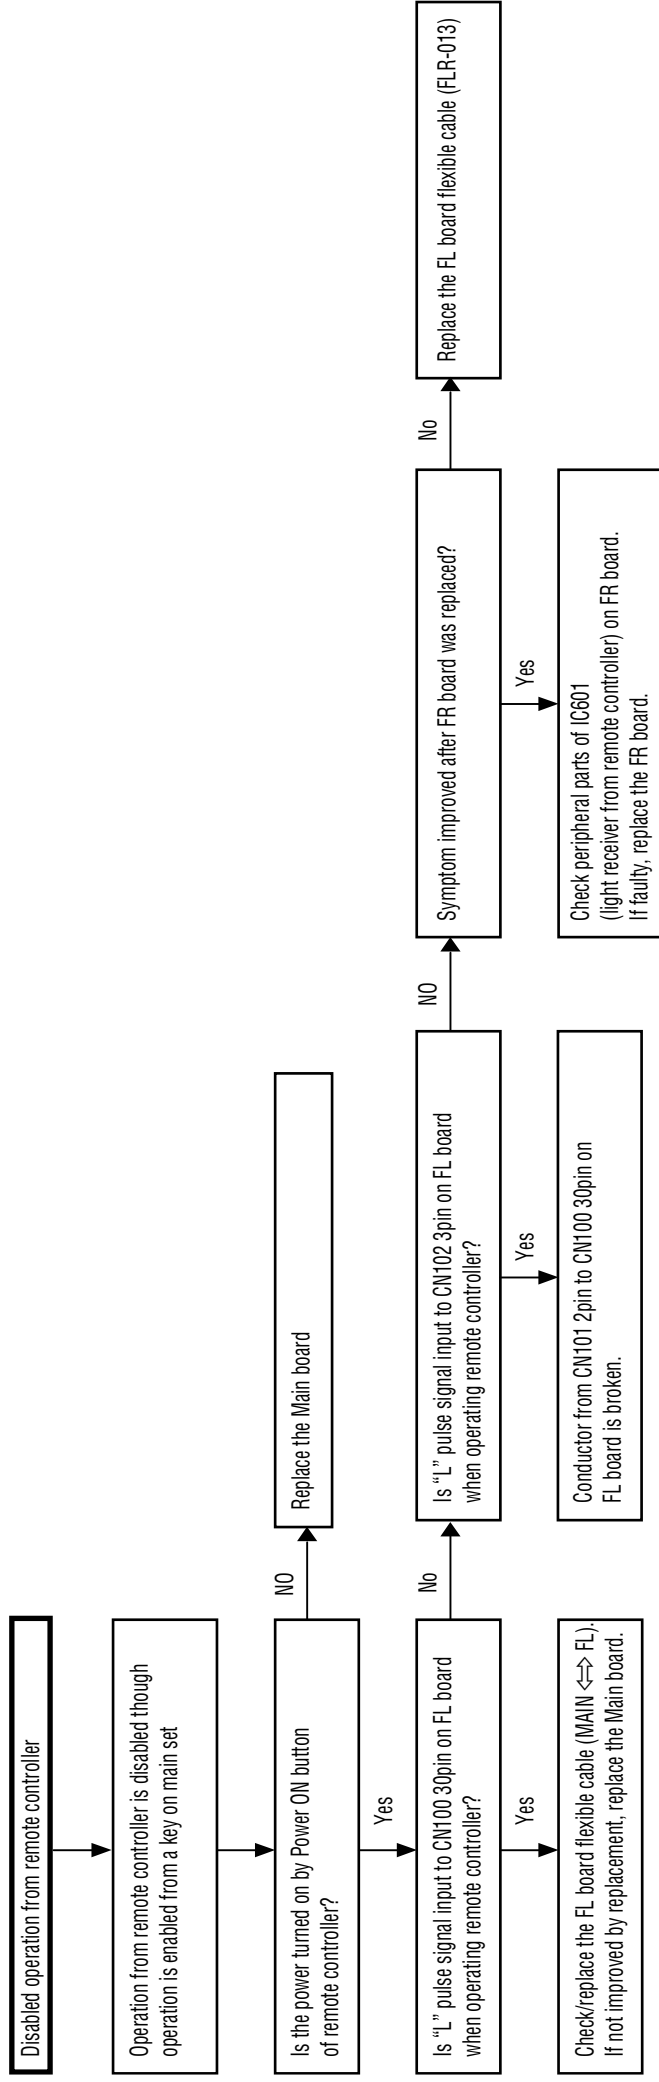 Disabled operation from remote controller
Operation from remote controller is disabled though
operation is enabled from a key on main set
Is the power turned on by Power ON button
of remote controller?
NO
Replace the Main board
Yes
Is “L” pulse signal input to CN100 30pin on FL board
when operating remote controller?
No
Is “L” pulse signal input to CN102 3pin on FL board
when operating remote controller?
NO
Symptom improved after FR board was replaced?
No
Replace the FL board flexible cable (FLR-013)
Yes
Check/replace the FL board flexible cable (MAIN ⇔ FL).
If not improved by replacement, replace the Main board.
Yes
Conductor from CN101 2pin to CN100 30pin on
FL board is broken.
Yes
Check peripheral parts of IC601
(light receiver from remote controller) on FR board.
If faulty, replace the FR board.